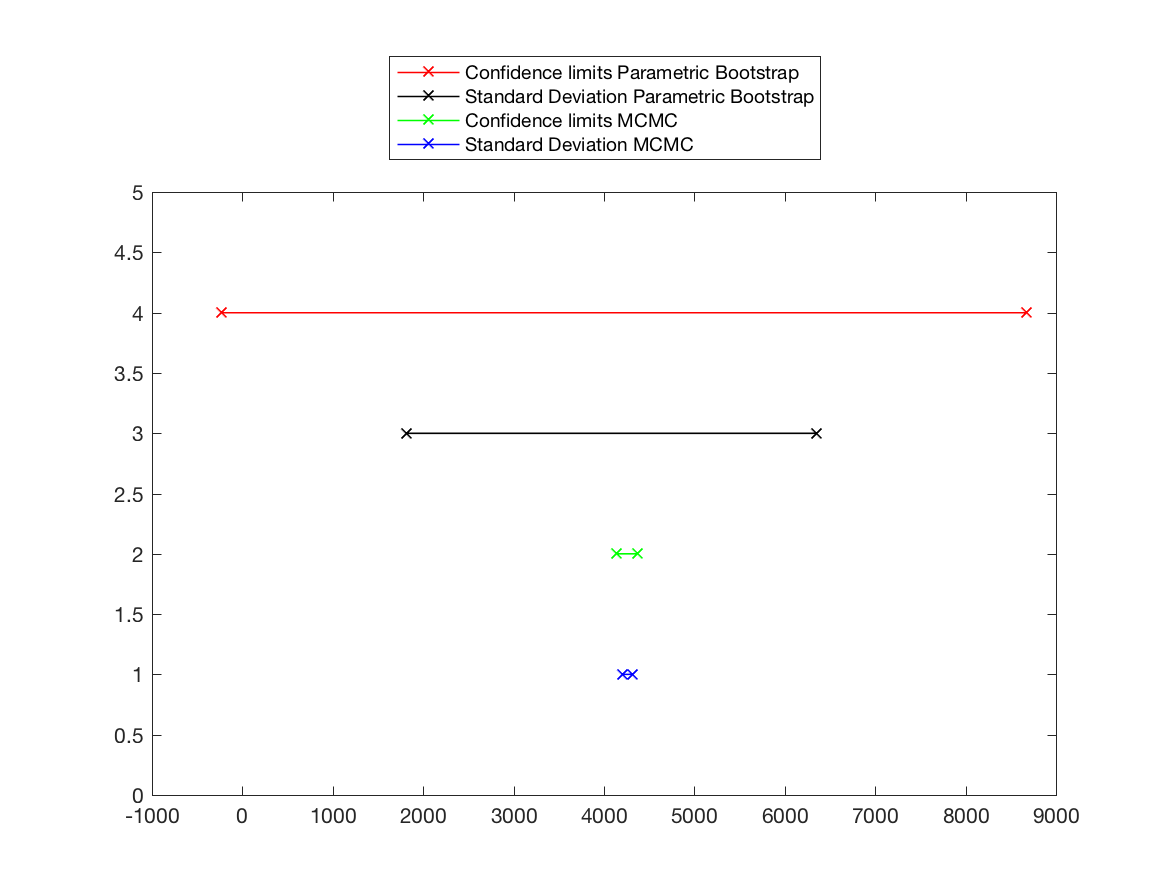 Confidence limits Parametric Bootstrap
Standard Deviation Parametric Bootstrap
Confidence limits MCMC
Standard Deviation MCMC
5
4.5
4
3.5
3
2.5
2
1.5
1
0.5
0
-1000 0 1000 2000 3000 4000 5000 6000 7000 8000 9000